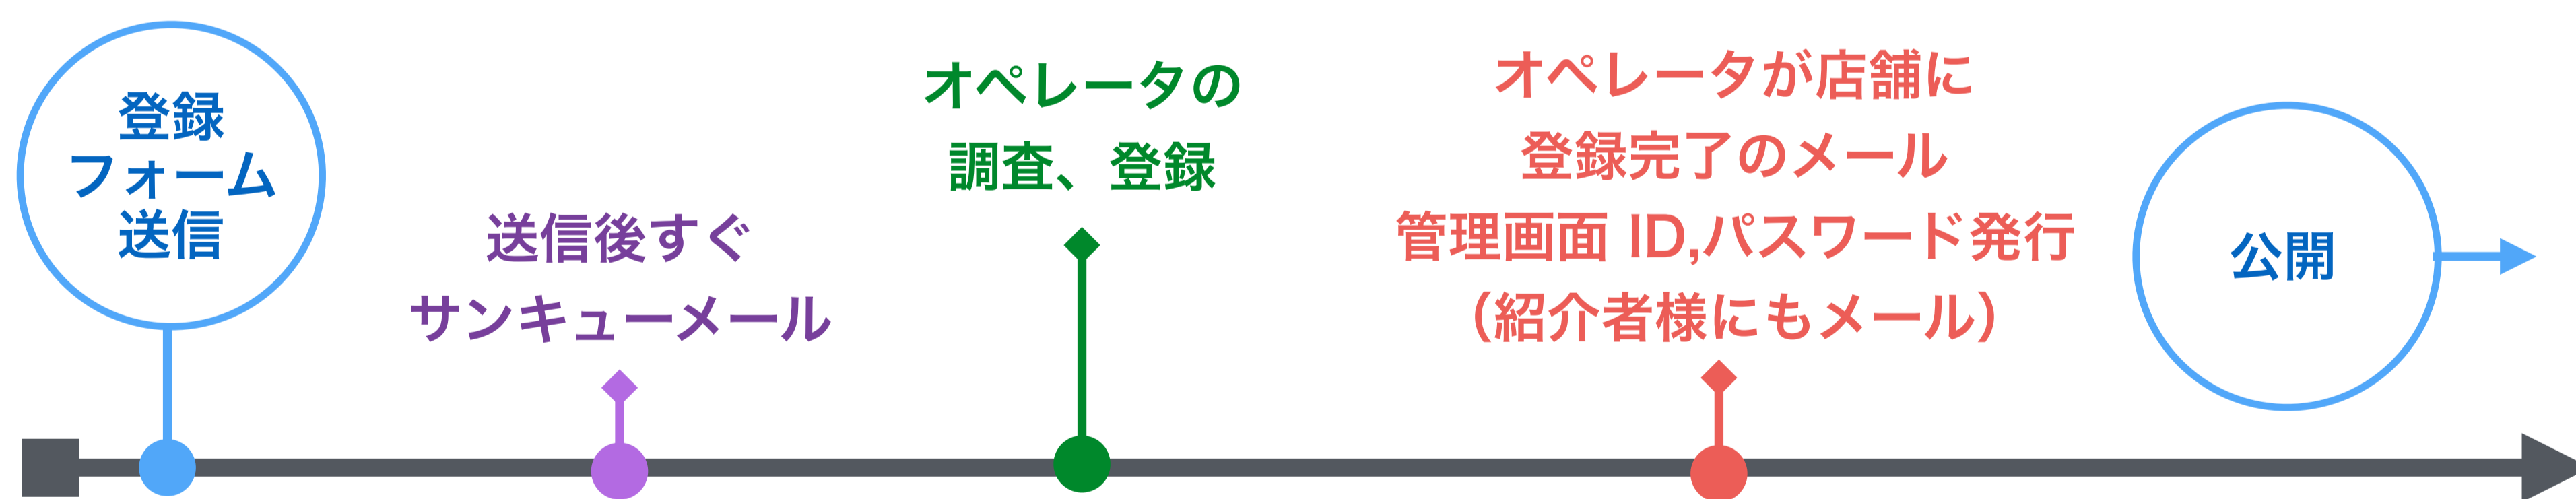 登録
フォーム
送信
送信後すぐ
サンキューメール
オペレータの
調査、登録
オペレータが店舗に
登録完了のメール
管理画面 ID,パスワード発行
（紹介者様にもメール）
公開